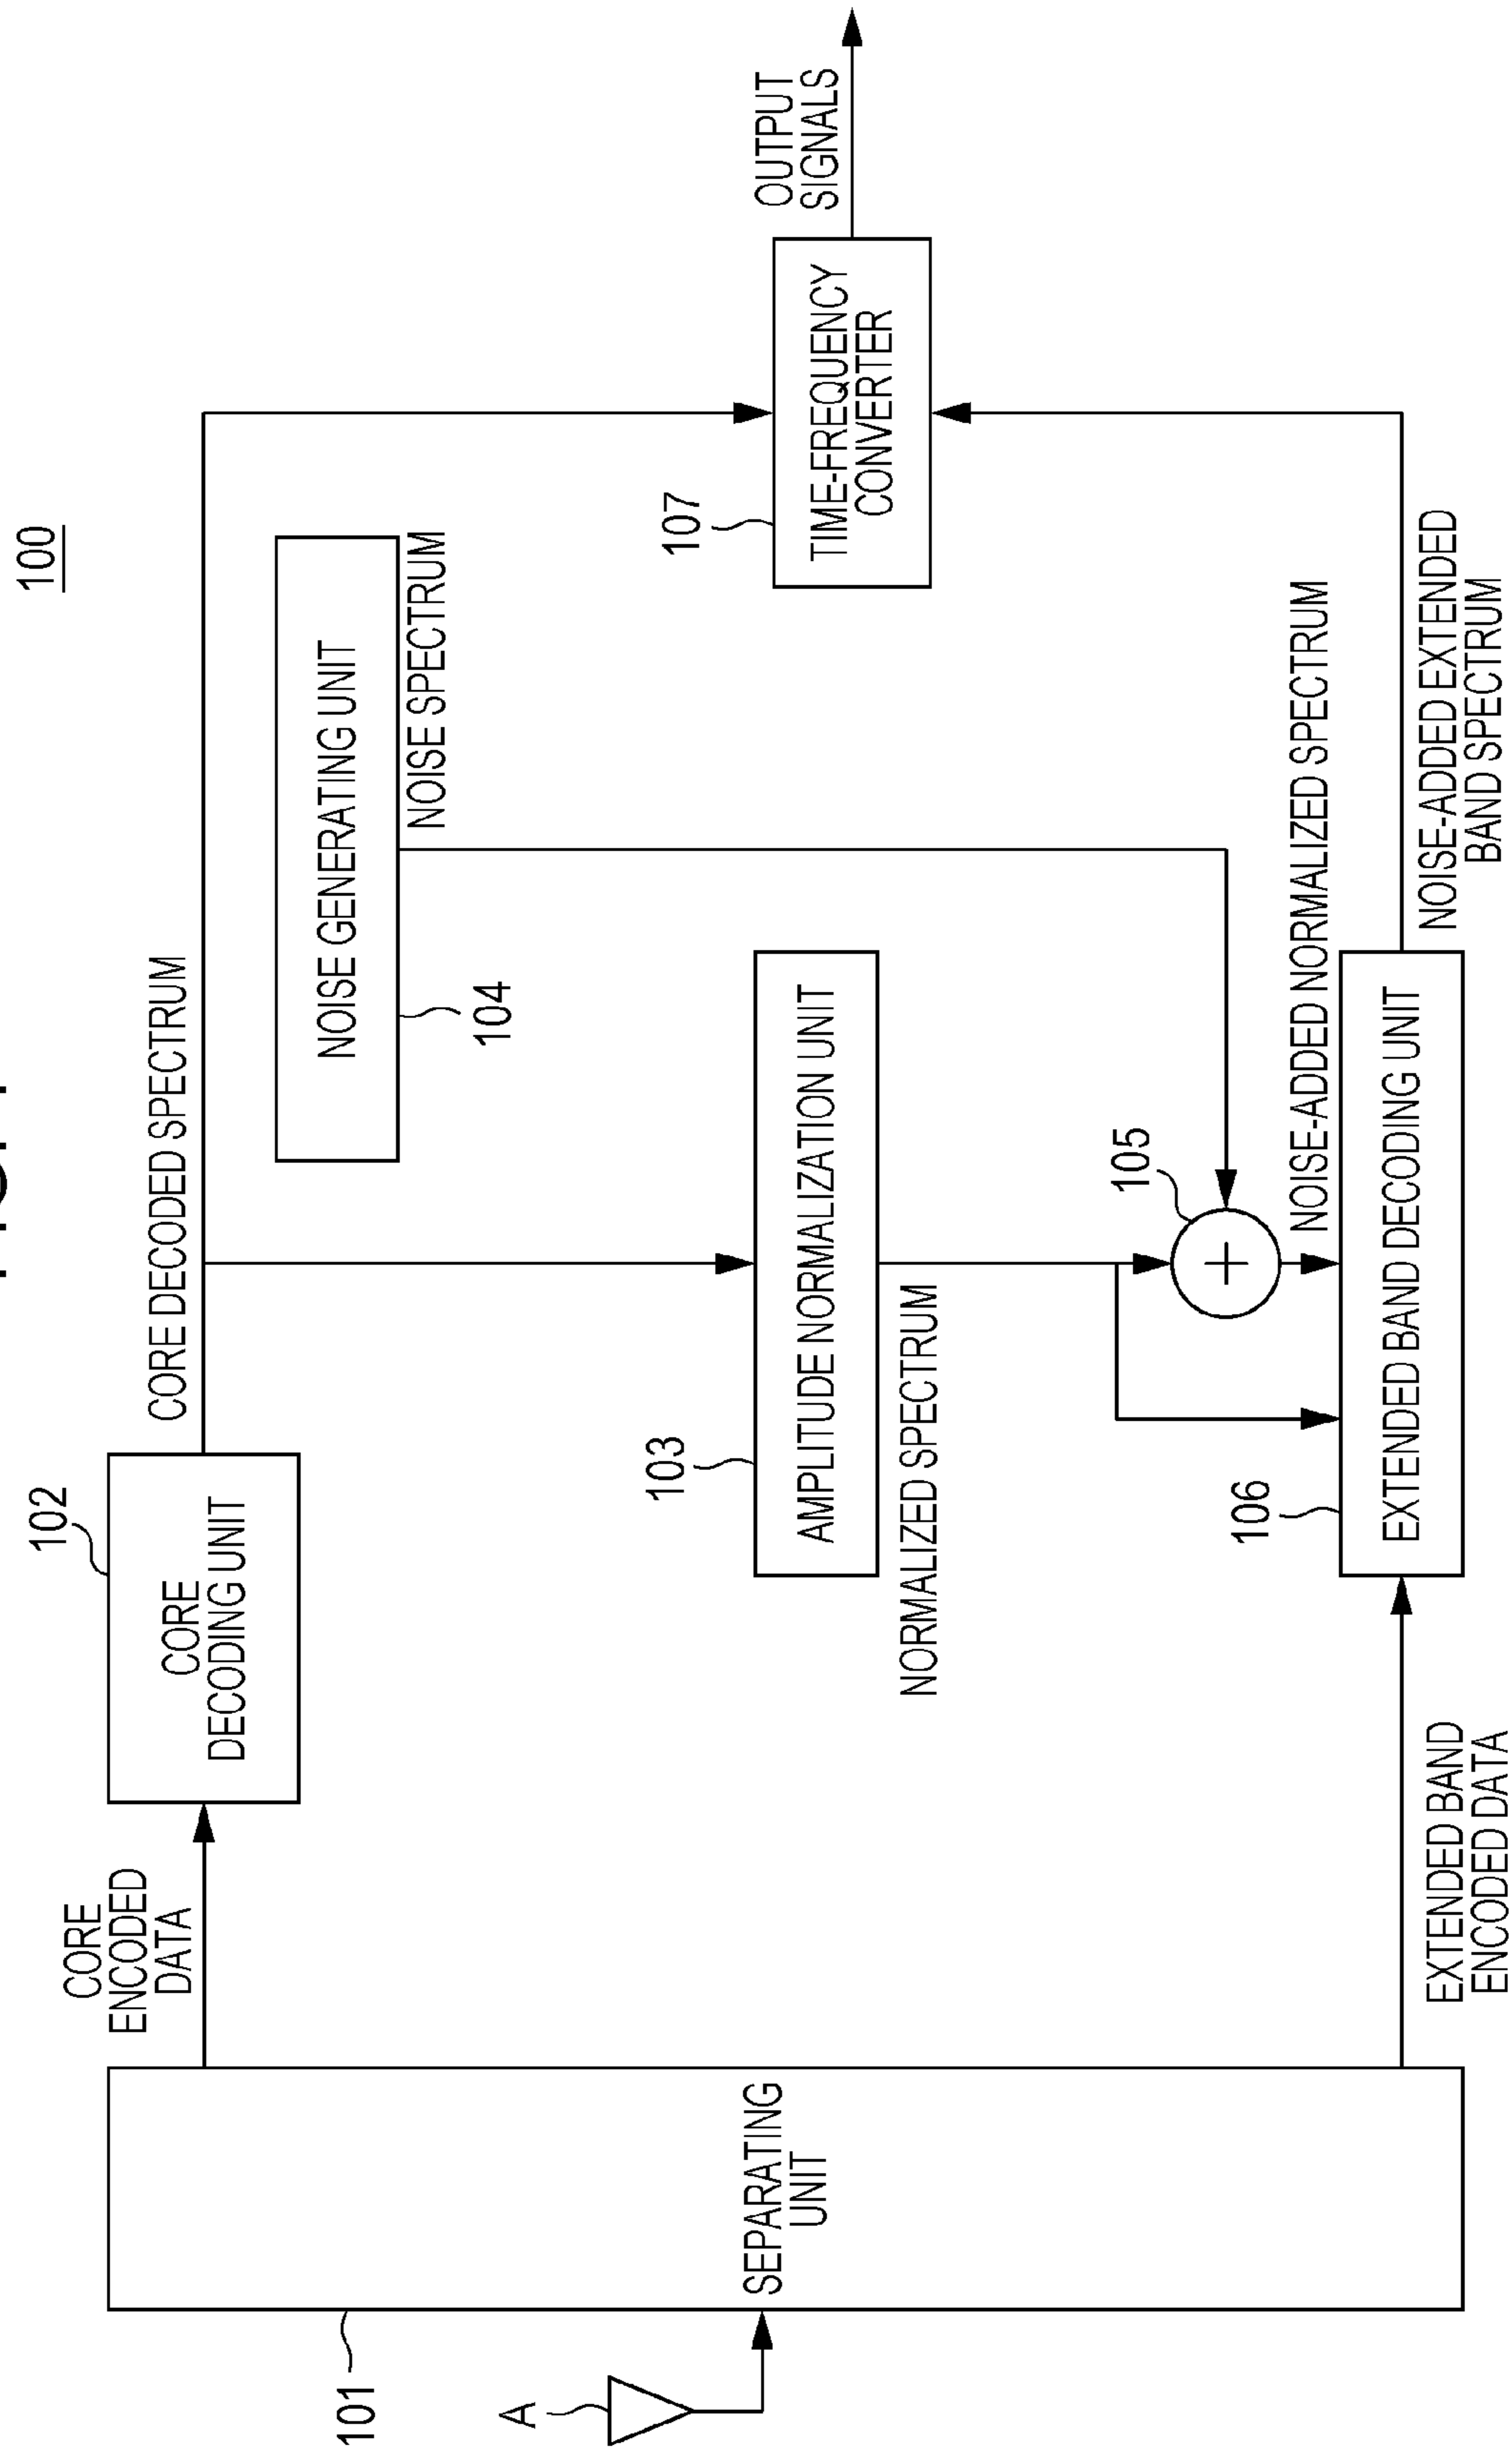 100
102
CORE
ENCODED
DATA
CORE
DECODING UNIT
CORE DECODED SPECTRUM
NOISE GENERATING UNIT
NOISE SPECTRUM
104
101
A
SEPARATING
UNIT
103
AMPLITUDE NORMALIZATION UNIT
NORMALIZED SPECTRUM
107
TIME-FREQUENCY
CONVERTER
OUTPUT
SIGNALS
105
+
NOISE-ADDED NORMALIZED SPECTRUM
106
EXTENDED BAND DECODING UNIT
EXTENDED BAND
ENCODED DATA
NOISE-ADDED EXTENDED
BAND SPECTRUM